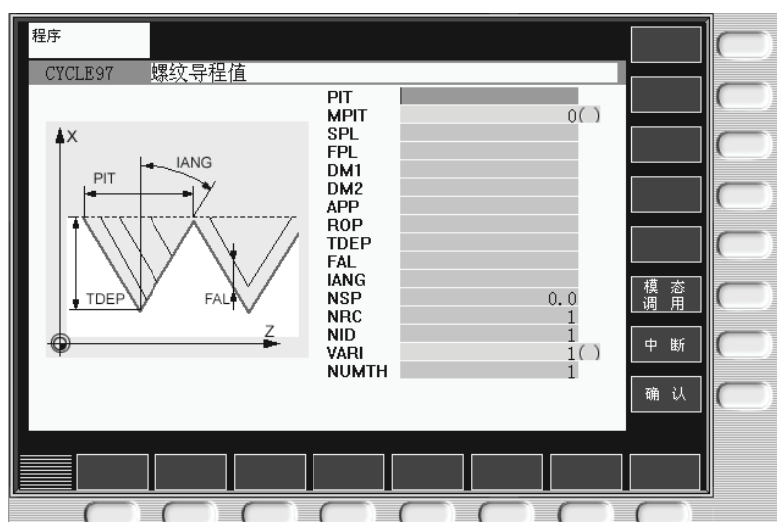 程序
CYCLE97 螺纹导程值
PIT
MPIT 0( )
SPL
FPL
DM1
DM2
APP
ROP
TDEP
FAL
IANG
NSP 0.0
NRC 1
NID 1
VARI 1( )
NUMTH 1
X
IANG
PIT
TDEP
FAL
Z
模 态
调 用
中 断
确 认